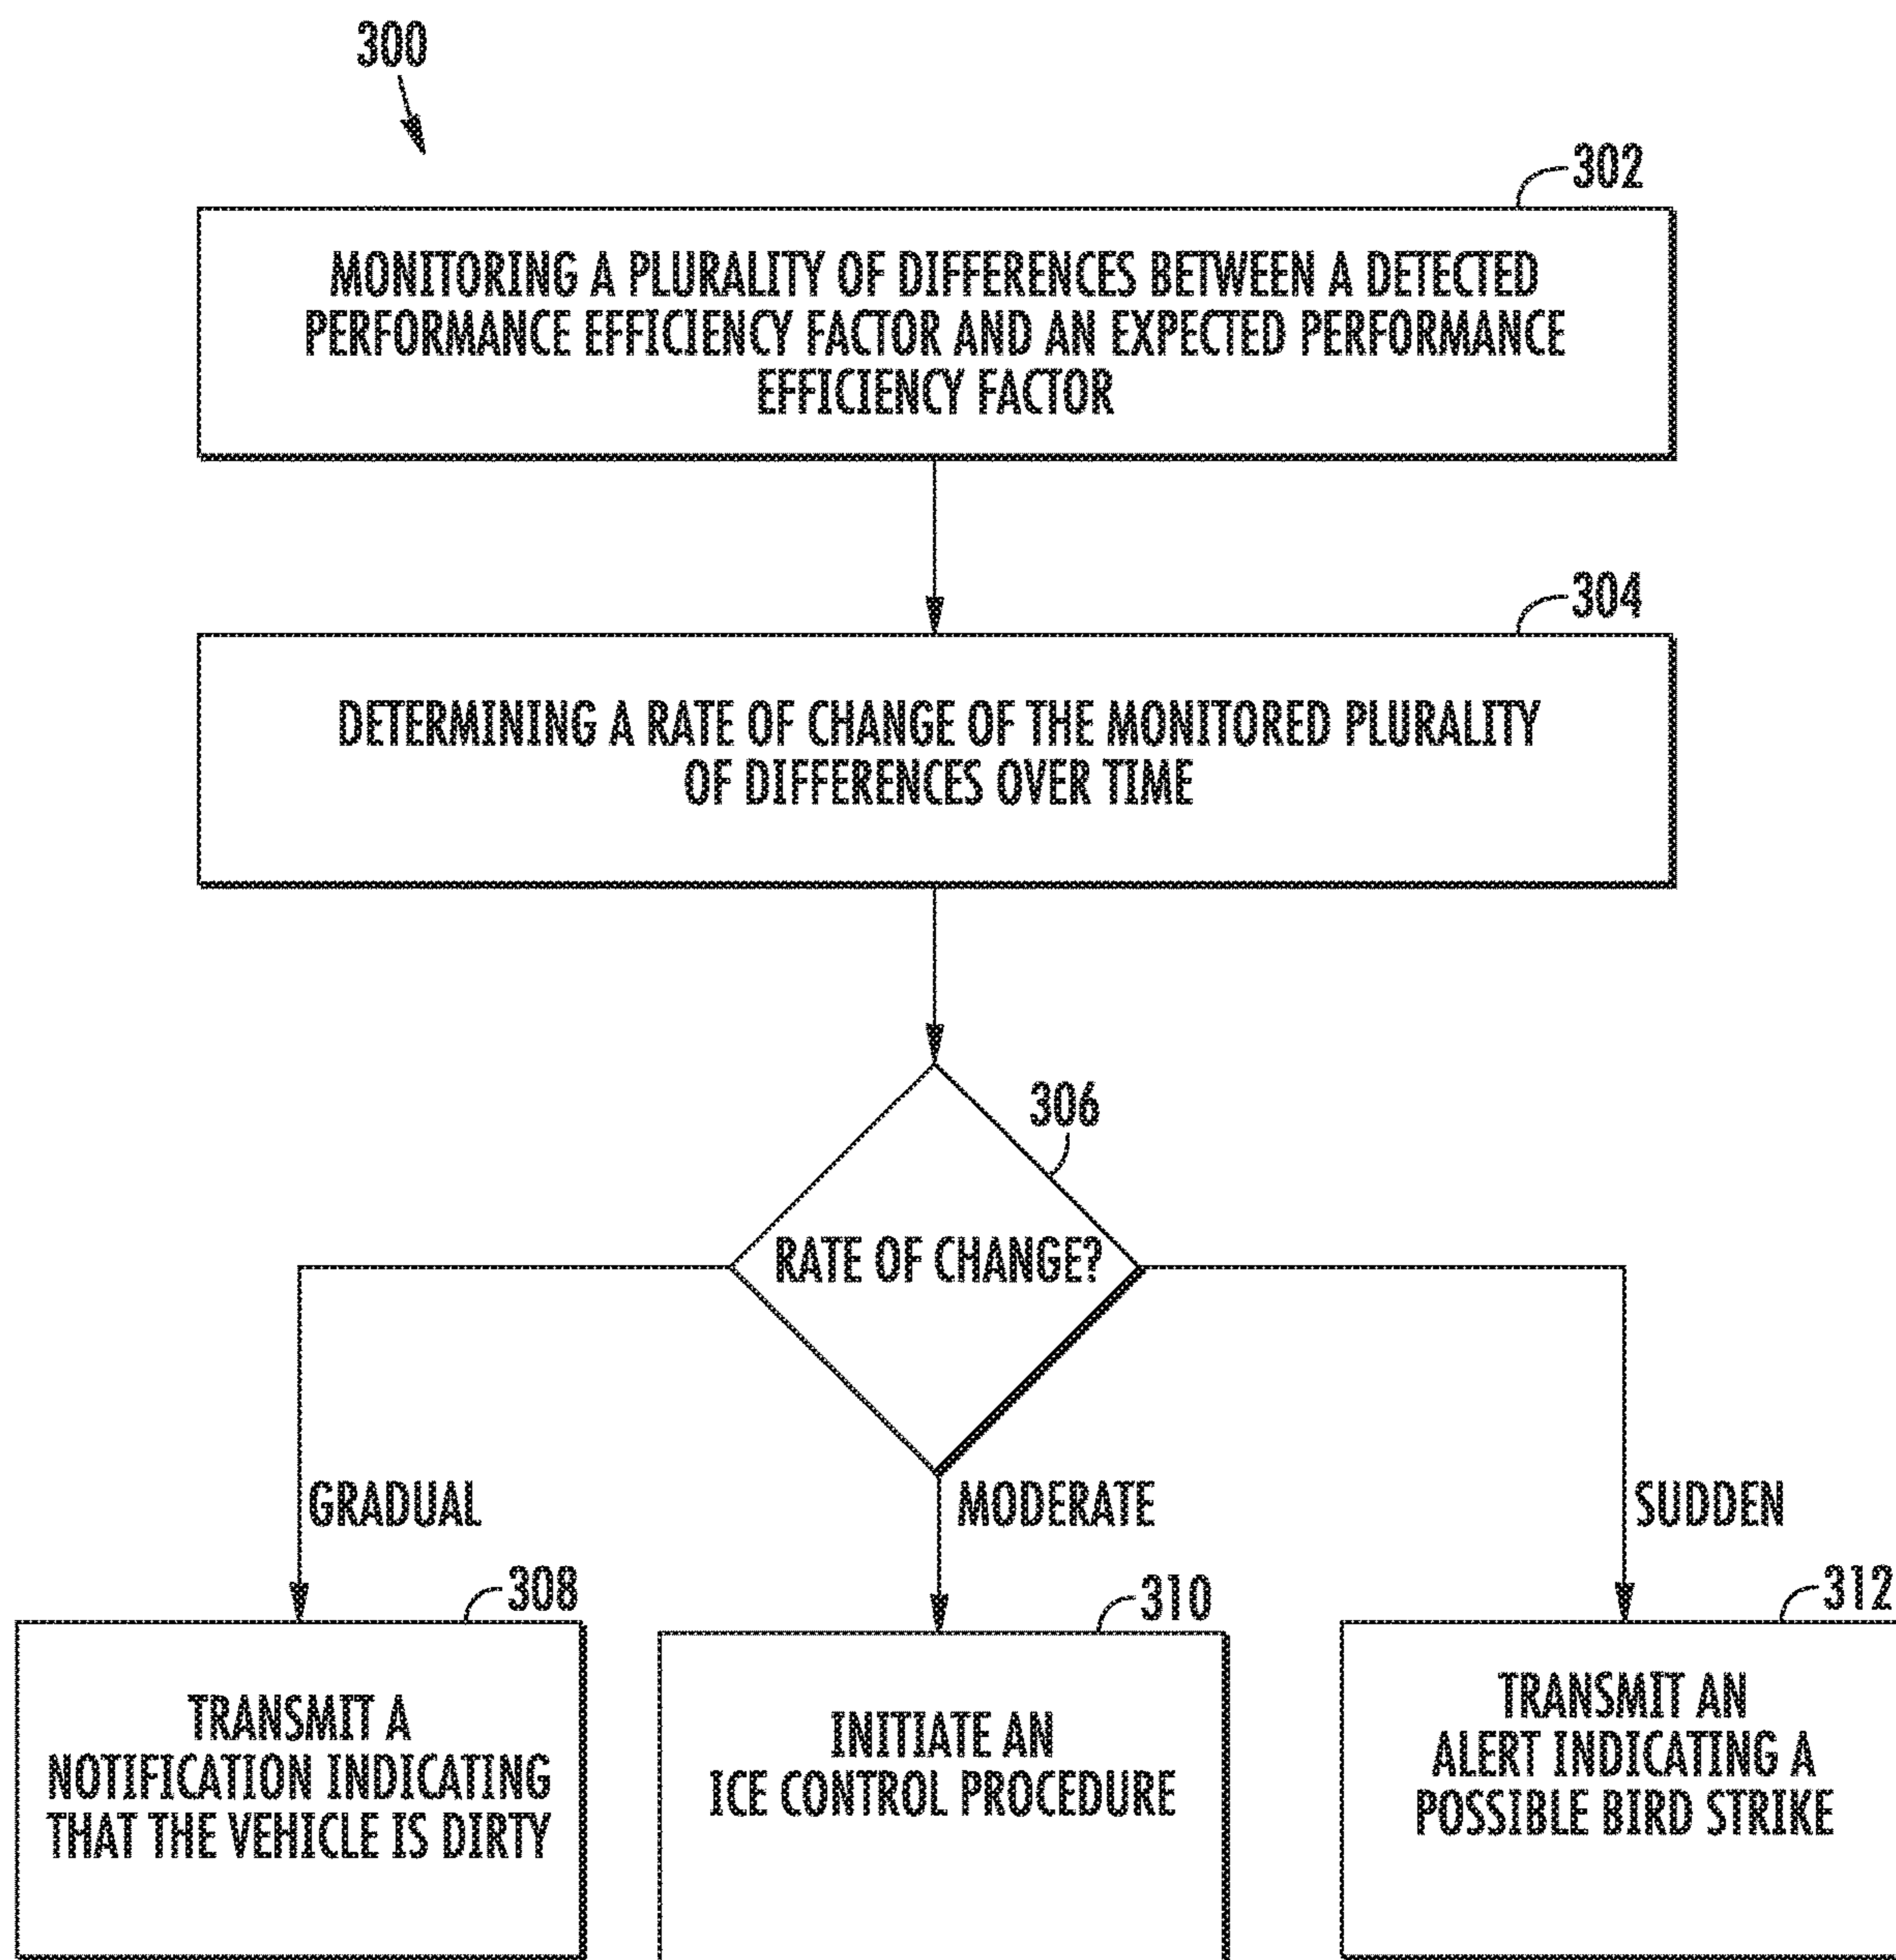 300
302
MONITORING A PLURALITY OF DIFFERENCES BETWEEN A DETECTED
PERFORMANCE EFFICIENCY FACTOR AND AN EXPECTED PERFORMANCE
EFFICIENCY FACTOR
304
DETERMINING A RATE OF CHANGE OF THE MONITORED PLURALITY
OF DIFFERENCES OVER TIME
306
RATE OF CHANGE?
GRADUAL
MODERATE
SUDDEN
308
TRANSMIT A
NOTIFICATION INDICATING
THAT THE VEHICLE IS DIRTY
310
INITIATE AN
ICE CONTROL PROCEDURE
312
TRANSMIT AN
ALERT INDICATING A
POSSIBLE BIRD STRIKE